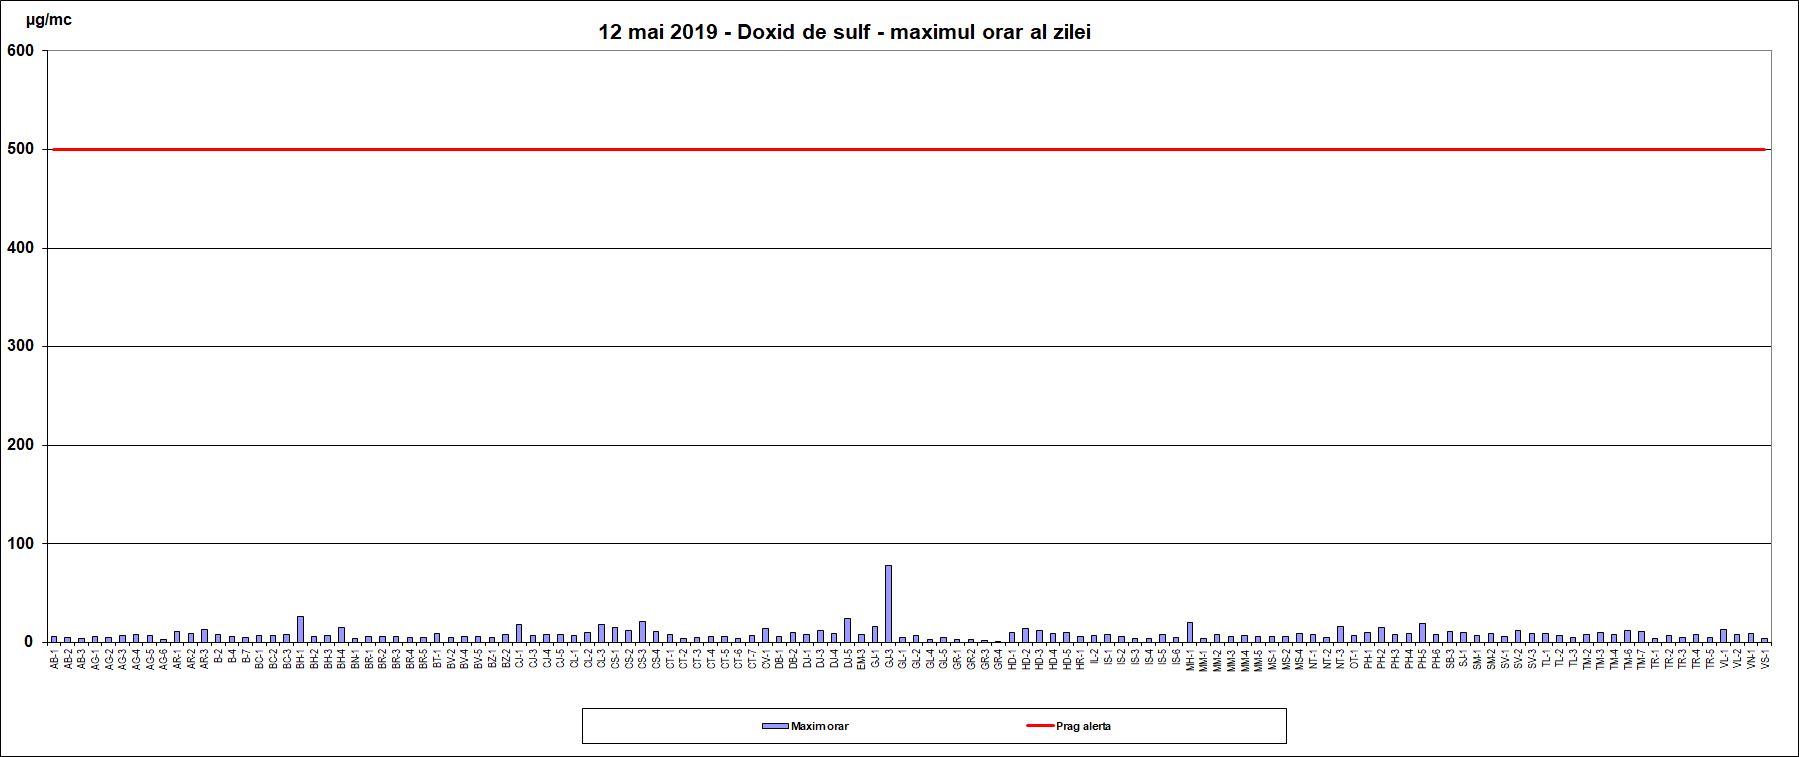 µg/mc
12 mai 2019 - Doxid de sulf - maximul orar al zilei
600
500
400
300
200
100
0
AB-1 AB-2 AB-3 AG-1 AG-2 AG-3 AG-4 AG-5 AG-6 AR-1 AR-2 AR-3 B-2 B-4 B-7 BC-1 BC-2 BC-3 BH-1 BH-2 BH-3 BH-4 BN-1 BR-1 BR-2 BR-3 BR-4 BR-5 BT-1 BV-2 BV-4 BV-5 BZ-1 BZ-2 CJ-1 CJ-3 CJ-4 CJ-5 CL-1 CL-2 CL-3 CS-1 CS-2 CS-3 CS-4 CT-1 CT-2 CT-3 CT-4 CT-5 CT-6 CT-7 CV-1 DB-1 DB-2 DJ-1 DJ-3 DJ-4 DJ-5 EM-3 GJ-1 GJ-3 GL-1 GL-2 GL-4 GL-5 GR-1 GR-2 GR-3 GR-4 HD-1 HD-2 HD-3 HD-4 HD-5 HR-1 IL-2 IS-1 IS-2 IS-3 IS-4 IS-5 IS-6 MH-1 MM-1 MM-2 MM-3 MM-4 MM-5 MS-1 MS-2 MS-4 NT-1 NT-2 NT-3 OT-1 PH-1 PH-2 PH-3 PH-4 PH-5 PH-6 SB-3 SJ-1 SM-1 SM-2 SV-1 SV-2 SV-3 TL-1 TL-2 TL-3 TM-2 TM-3 TM-4 TM-6 TM-7 TR-1 TR-2 TR-3 TR-4 TR-5 VL-1 VL-2 VN-1 VS-1
Maxim orar Prag alerta